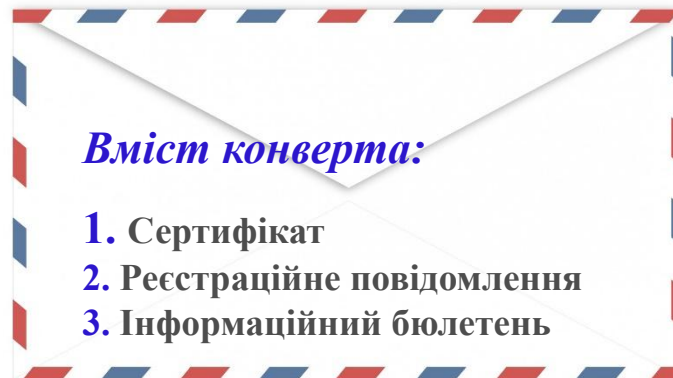 Вміст конверта:
1. Сертифікат
2. Реєстраційне повідомлення
3. Інформаційний бюлетень